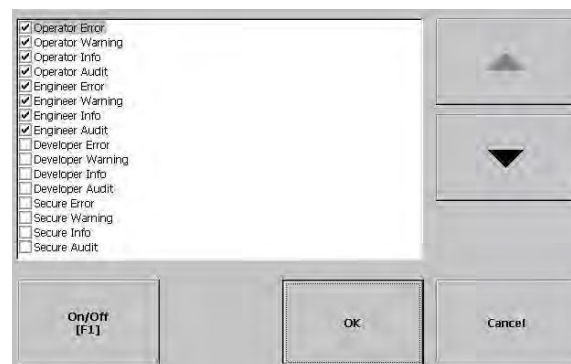 Operator Error
Operator Warning
Operator Info
Operator Audit
Engineer Error
Engineer Warning
Engineer Info
Engineer Audit
Developer Error
Developer Warning
Developer Info
Developer Audit
Secure Error
Secure Warning
Secure Info
Secure Audit
On/Off
[F1]
OK
Cancel